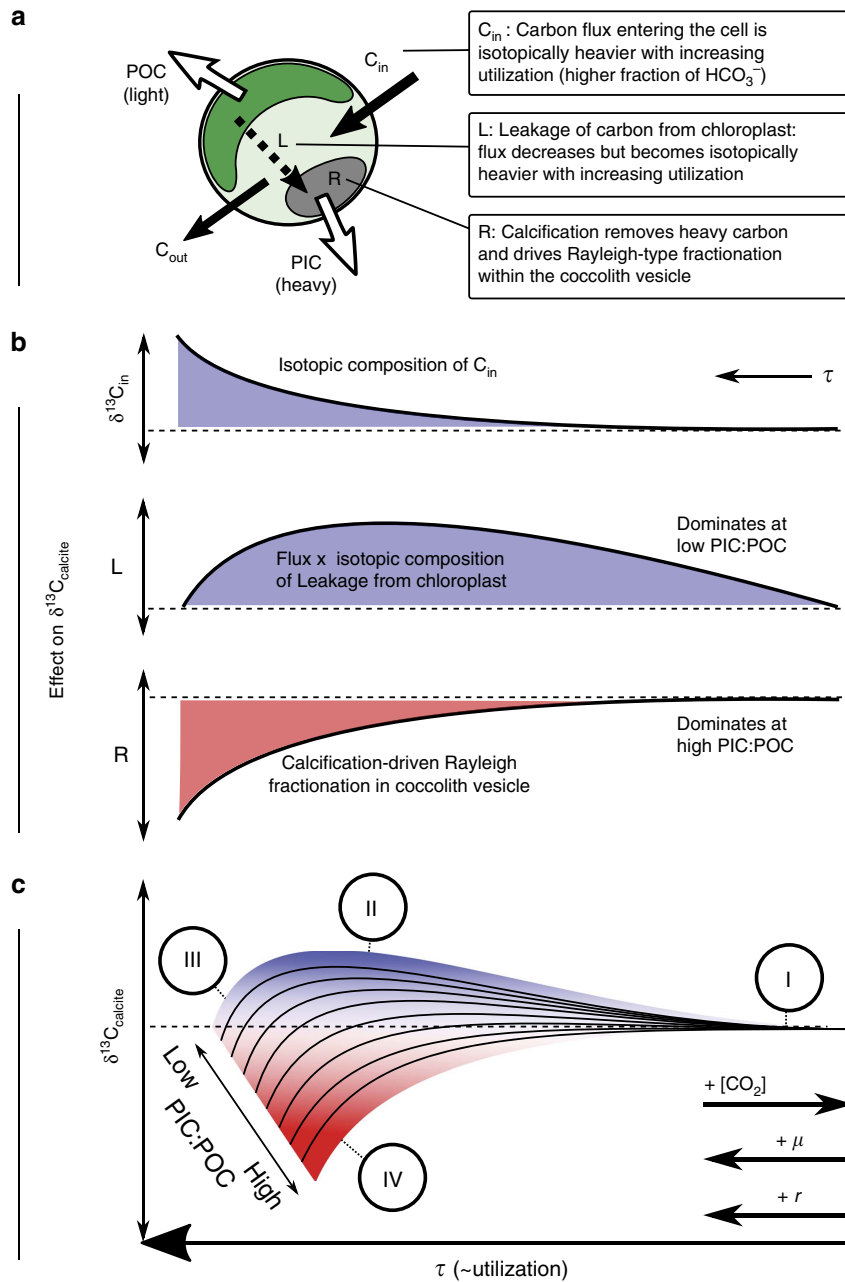 a
POC
(light)
C_in
L
R
C_out
PIC
(heavy)
C_in : Carbon flux entering the cell is
isotopically heavier with increasing
utilization (higher fraction of HCO₃⁻)
L: Leakage of carbon from chloroplast:
flux decreases but becomes isotopically
heavier with increasing utilization
R: Calcification removes heavy carbon
and drives Rayleigh-type fractionation
within the coccolith vesicle
b
Effect on δ¹³C_calcite
δ¹³C_in
Isotopic composition of C_in
τ
L
Flux x isotopic composition
of Leakage from chloroplast
Dominates at
low PIC:POC
R
Calcification-driven Rayleigh
fractionation in coccolith vesicle
Dominates at
high PIC:POC
c
δ¹³C_calcite
III
II
I
IV
Low
PIC:POC
High
+ [CO₂]
+ μ
+ r
τ (~utilization)